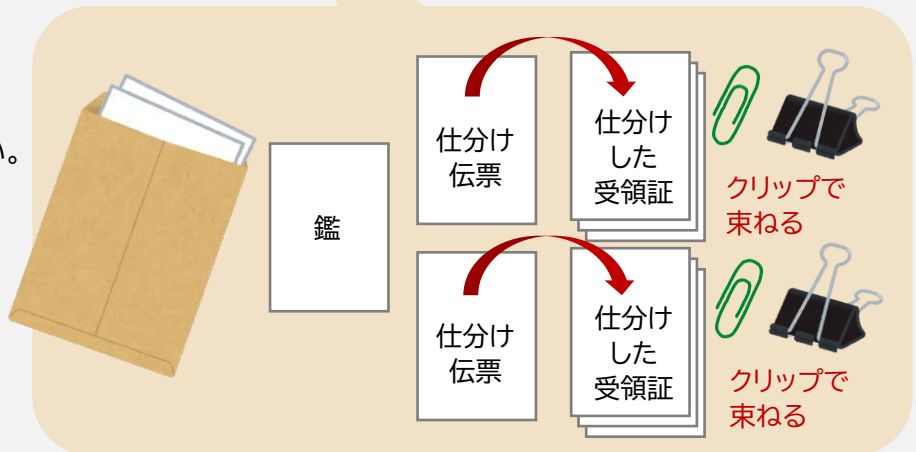 い。
鑑
仕分け
伝票
仕分け
した
受領証
クリップで
束ねる
仕分け
伝票
仕分け
した
受領証
クリップで
束ねる